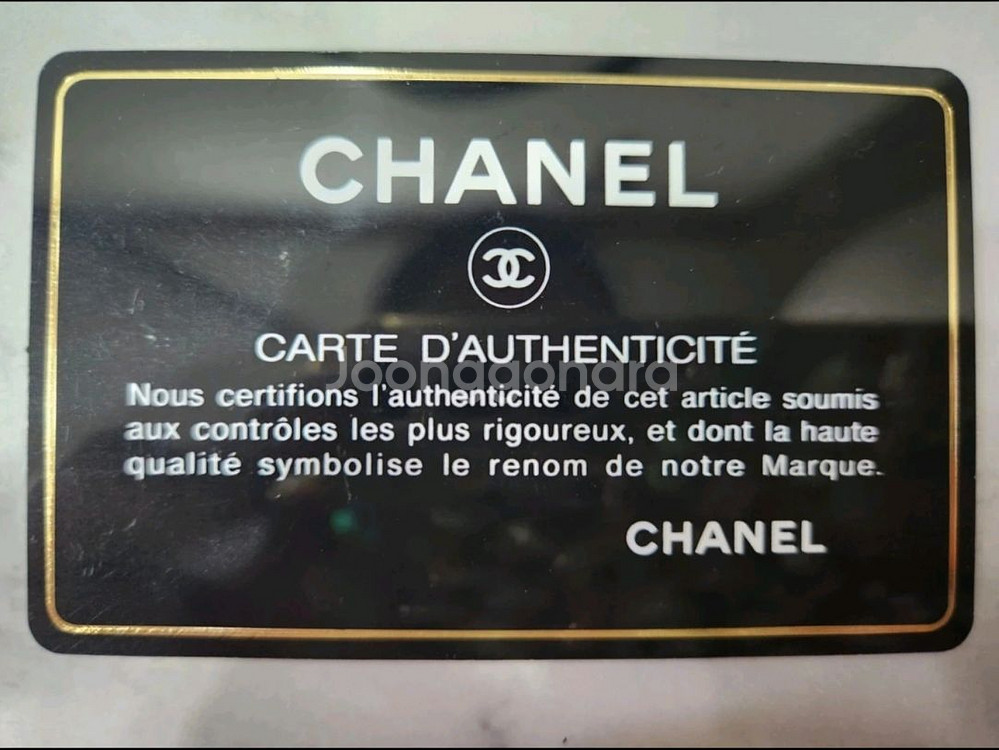 CHANEL
CARTE D'AUTHENTICITÉ
Joonggonara
Nous certifions l'authenticité de cet article soumis
aux contrôles les plus rigoureux, et dont la haute
qualité symbolise le renom de notre Marque.
CHANEL